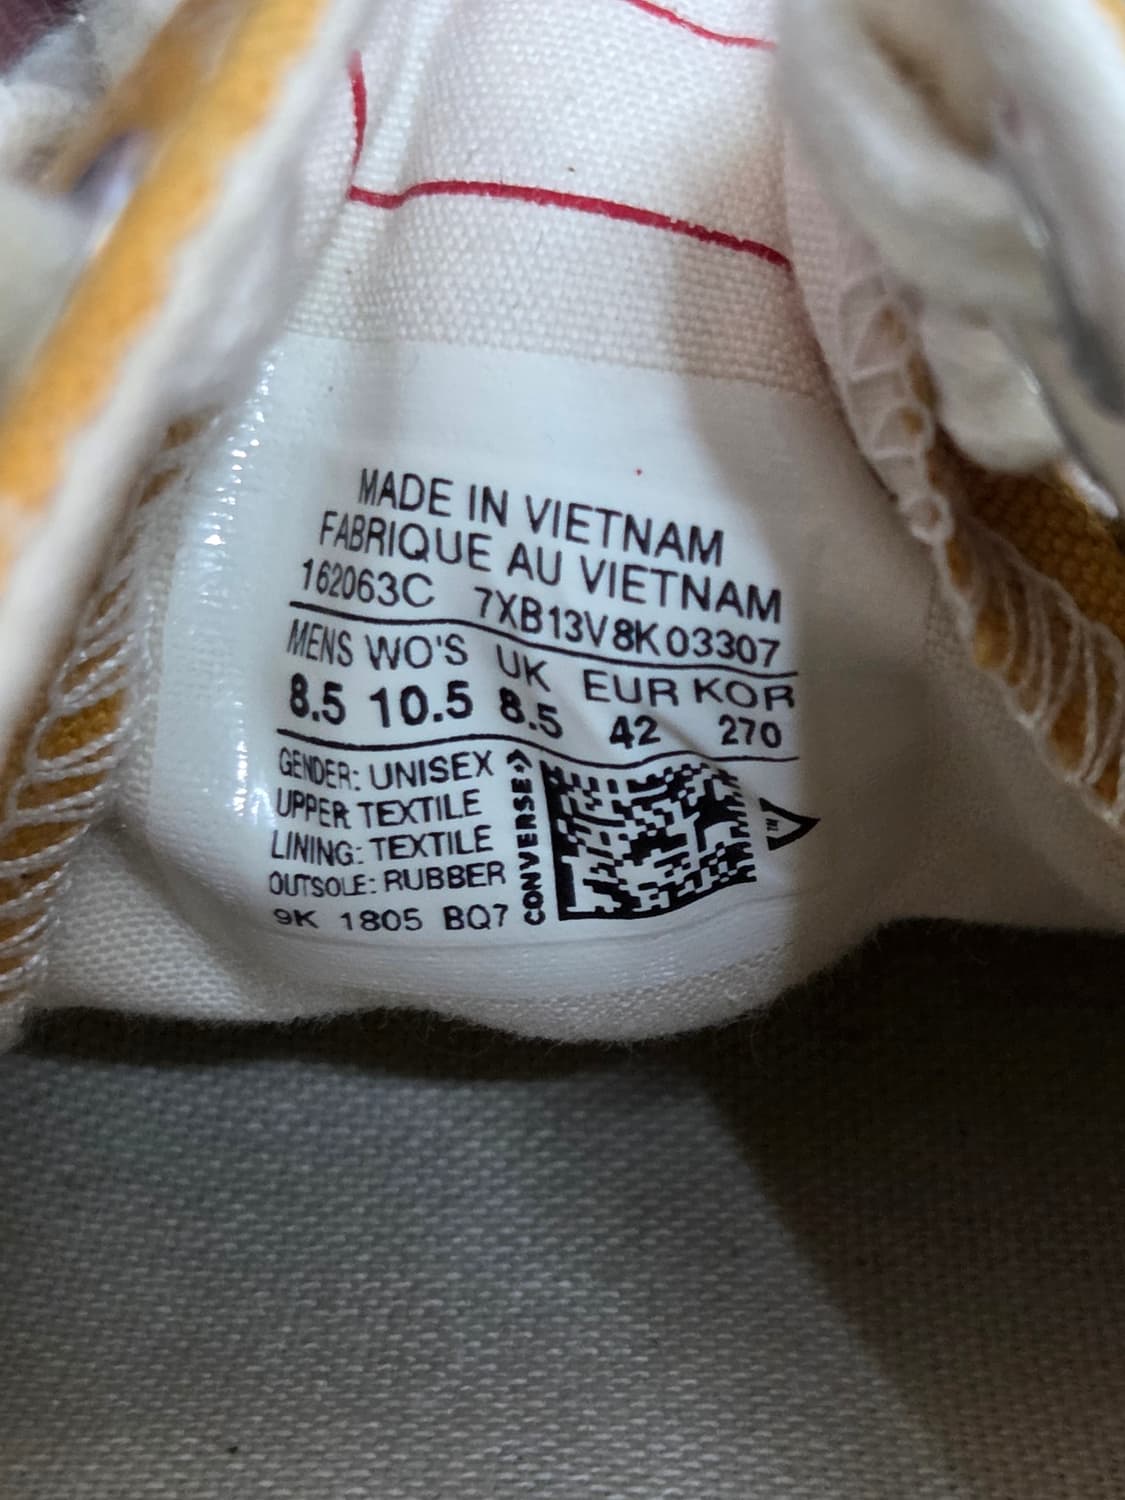 MADE IN VIETNAM
FABRIQUE AU VIETNAM
162063C 7XB13V8K03307
MENS WO'S UK EUR KOR
8.5 10.5 8.5 42 270
GENDER: UNISEX
UPPER TEXTILE
LINING: TEXTILE
OUTSOLE: RUBBER
9K 1805 BQ7
CONVERSE
TM